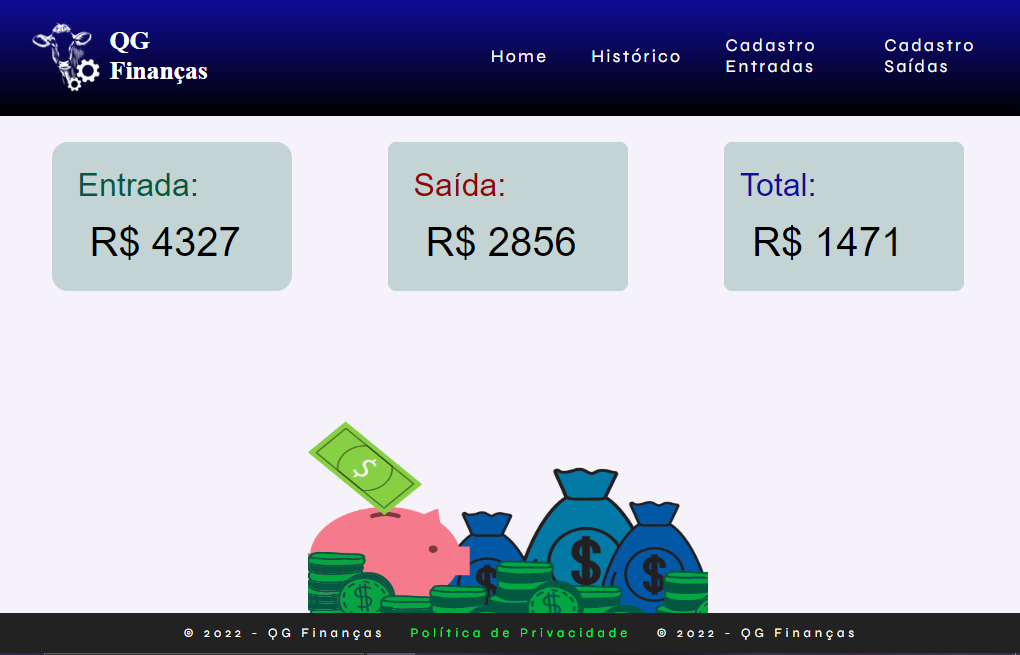 QG
Finanças
Home
Histórico
Cadastro
Entradas
Cadastro
Saídas
Entrada:
R$ 4327
Saída:
R$ 2856
Total:
R$ 1471
$
$
$
$
$
$
© 2022 - QG Finanças Política de Privacidade © 2022 - QG Finanças